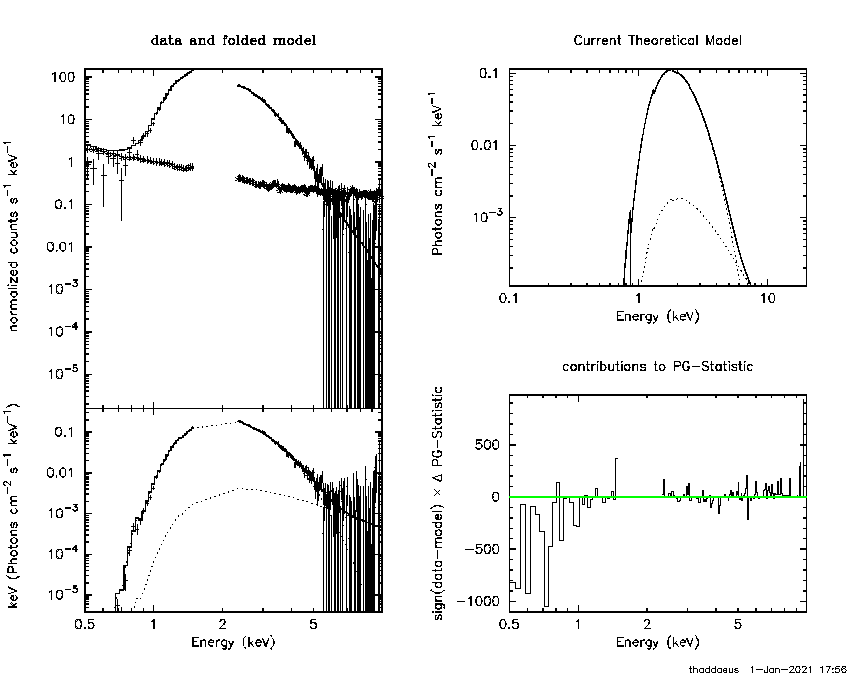 data and folded model
normalized counts s⁻¹ keV⁻¹
100
10
1
0.1
0.01
10⁻³
10⁻⁴
10⁻⁵
keV (Photons cm⁻² s⁻¹ keV⁻¹)
0.1
0.01
10⁻³
10⁻⁴
10⁻⁵
0.5 1 2 5
Energy (keV)
Current Theoretical Model
Photons cm⁻² s⁻¹ keV⁻¹
0.1
0.01
10⁻³
0.1 1 10
Energy (keV)
contributions to PG−Statistic
sign(data−model) × Δ PG−Statistic
500
0
−500
−1000
0.5 1 2 5
Energy (keV)
thaddaeus 1−Jan−2021 17:56